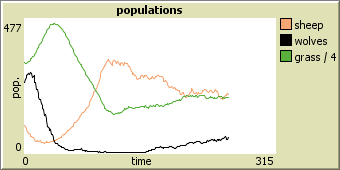 populations
477
pop.
0
0
time
315
sheep
wolves
grass / 4